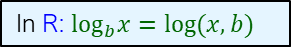 In R: log_b x = log(x, b)